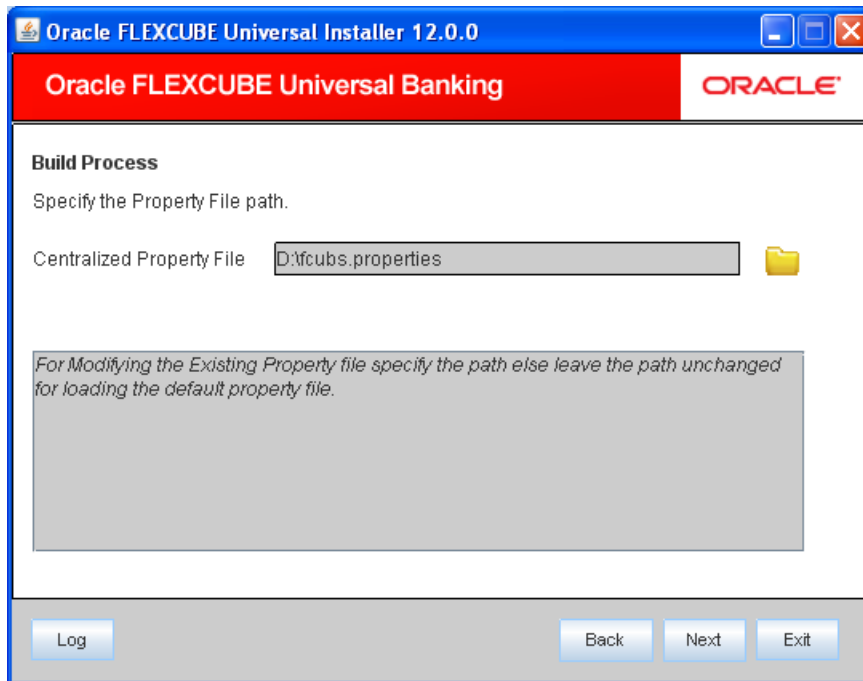 Oracle FLEXCUBE Universal Installer 12.0.0
Oracle FLEXCUBE Universal Banking
ORACLE
Build Process
Specify the Property File path.
Centralized Property File D:\fcubs.properties
For Modifying the Existing Property file specify the path else leave the path unchanged
for loading the default property file.
Log Back Next Exit